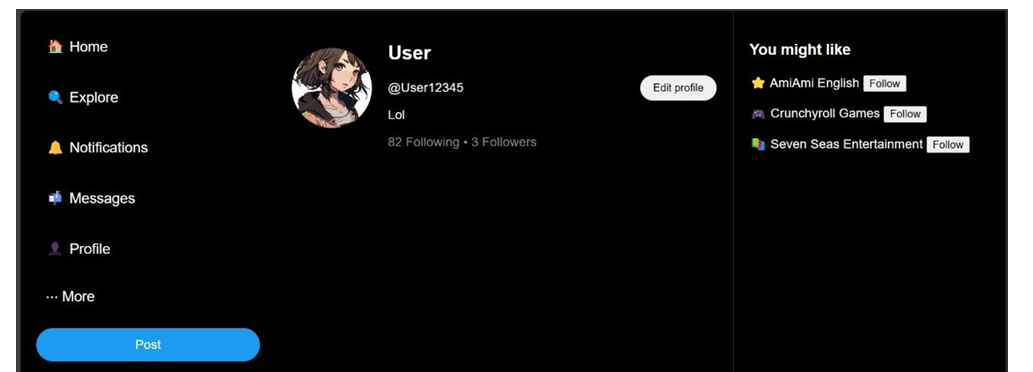 Home
Explore
Notifications
Messages
Profile
··· More
Post
User
@User12345
Edit profile
Lol
82 Following • 3 Followers
You might like
AmiAmi English Follow
Crunchyroll Games Follow
Seven Seas Entertainment Follow